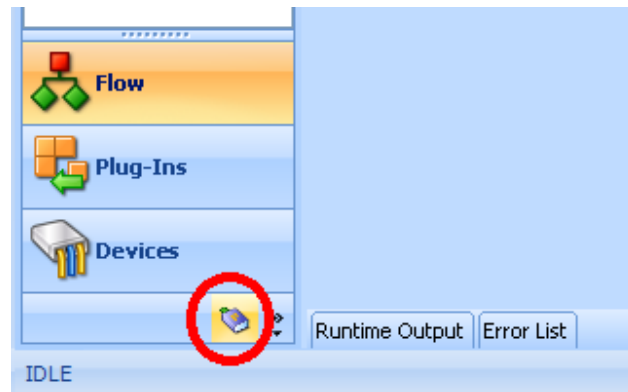 Flow
Plug-Ins
Devices
Runtime Output Error List
IDLE